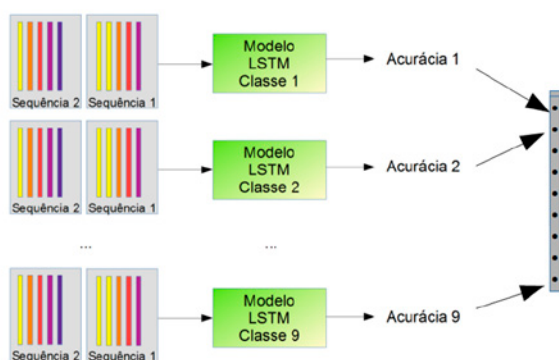 Sequência 2 Sequência 1
Modelo
LSTM
Classe 1
Acurácia 1
Sequência 2 Sequência 1
Modelo
LSTM
Classe 2
Acurácia 2
... ...
Sequência 2 Sequência 1
Modelo
LSTM
Classe 9
Acurácia 9